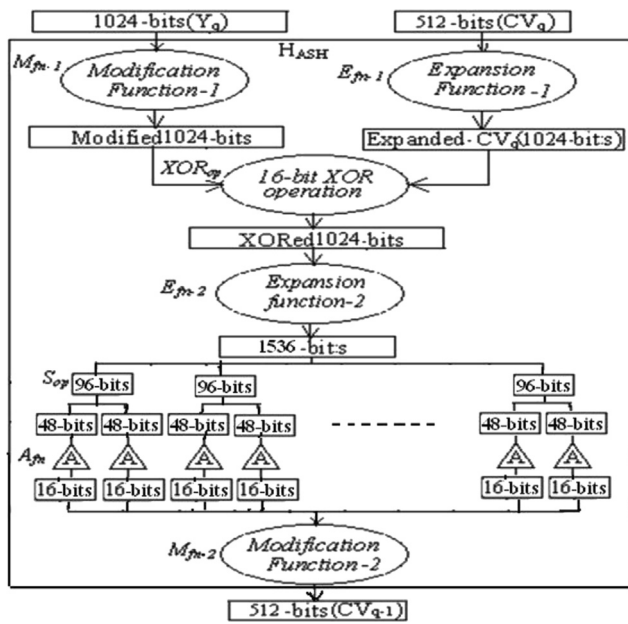 1024-bits(Yq) 512-bits(CVq)
HASH
Mfn-1 Modification Function-1 Efn-1 Expansion Function-1
Modified1024-bits Expanded-CVq(1024-bits)
XORop 16-bit XOR operation
XORed1024-bits
Efn-2 Expansion function-2
1536-bits
Sop 96-bits 96-bits 96-bits
48-bits 48-bits 48-bits 48-bits 48-bits 48-bits
Afn A A A A A A
16-bits 16-bits 16-bits 16-bits 16-bits 16-bits
Mfn-2 Modification Function-2
512-bits(CVq-1)